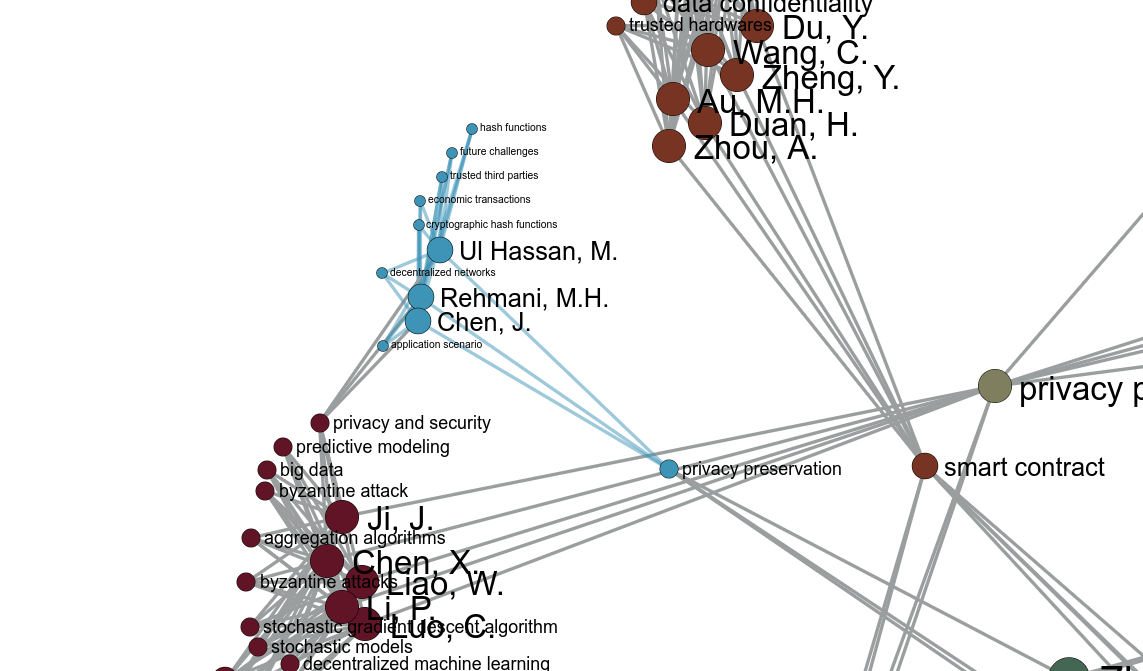 data confidentiality
trusted hardwares
Du, Y.
Wang, C.
Zheng, Y.
Au, M.H.
Duan, H.
Zhou, A.
hash functions
future challenges
trusted third parties
economic transactions
cryptographic hash functions
Ul Hassan, M.
decentralized networks
Rehmani, M.H.
Chen, J.
application scenario
privacy p
privacy and security
predictive modeling
big data
privacy preservation
smart contract
byzantine attack
Ji, J.
aggregation algorithms
Chen, X.
byzantine attacks
Liao, W.
Li, P.
stochastic gradient descent algorithm
Luo, C.
stochastic models
decentralized machine learning